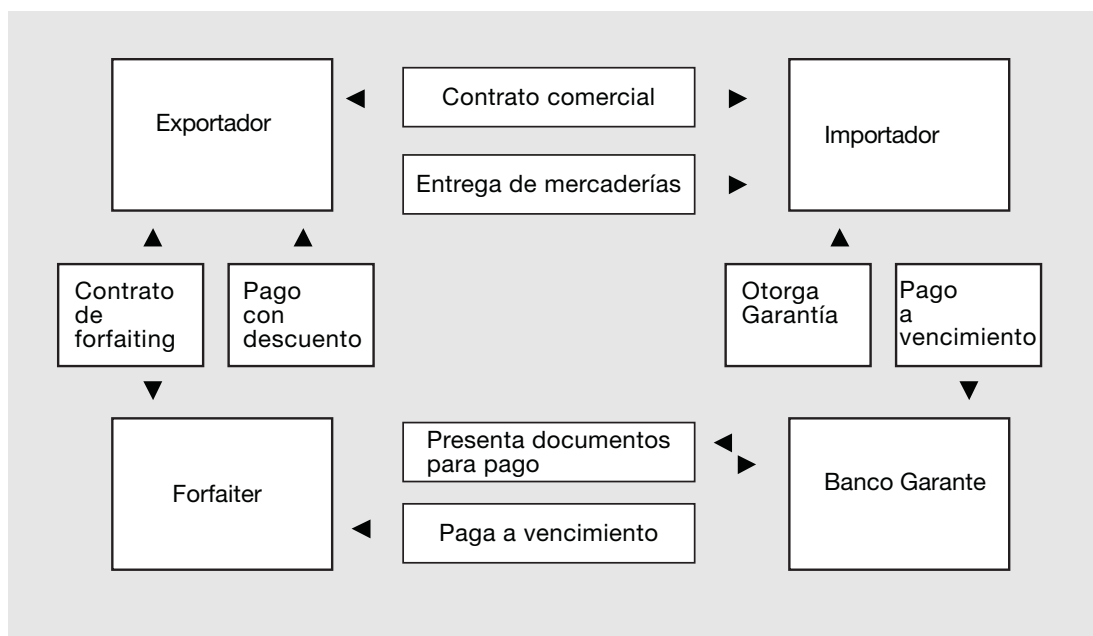 Exportador
Contrato comercial
Importador
Entrega de mercaderías
Contrato
de
forfaiting
Pago
con
descuento
Otorga
Garantía
Pago
a
vencimiento
Forfaiter
Presenta documentos
para pago
Banco Garante
Paga a vencimiento